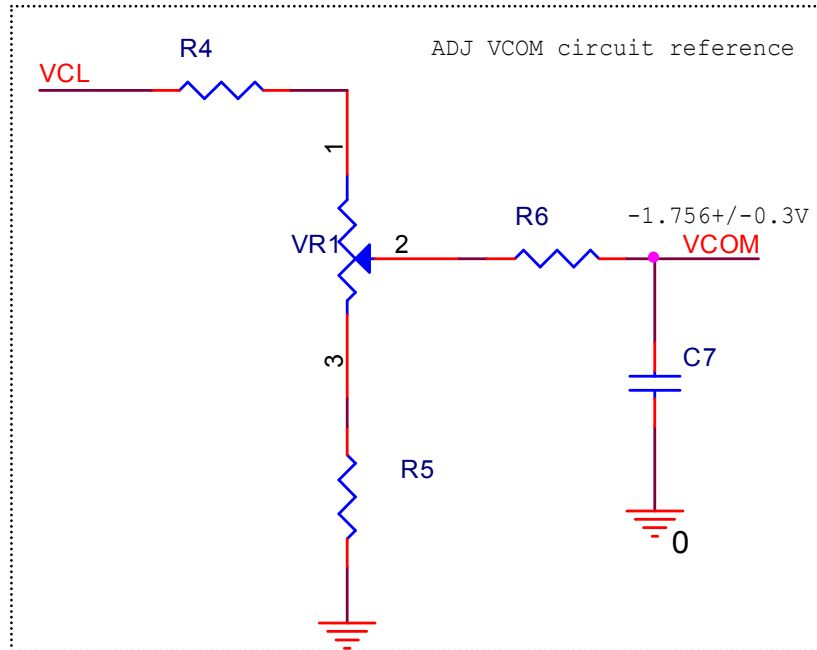 R4
ADJ VCOM circuit reference
VCL
1
R6
-1.756+/-0.3V
VR1
2
VCOM
3
C7
R5
0